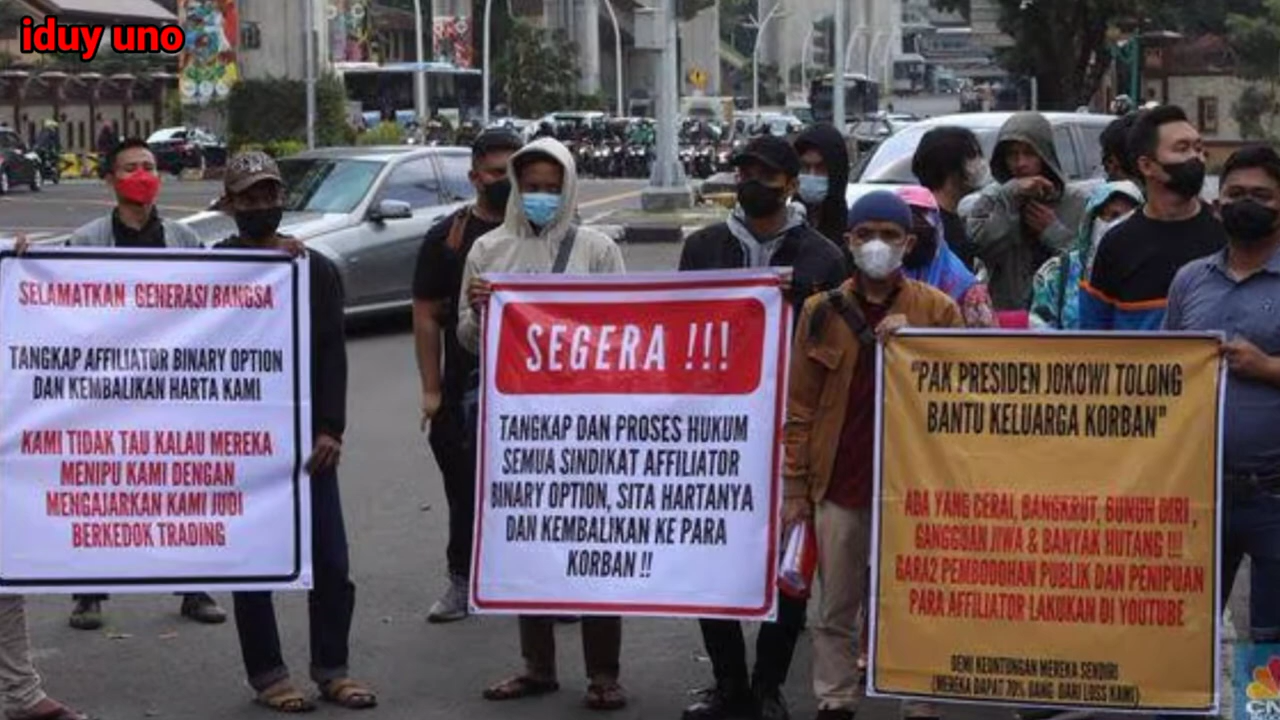 iduy uno
SELAMATKAN GENERASI BANGSA
TANGKAP AFFILIATOR BINARY OPTION
DAN KEMBALIKAN HARTA KAMI
KAMI TIDAK TAU KALAU MEREKA
MENIPU KAMI DENGAN
MENGAJARKAN KAMI JUDI
BERKEDOK TRADING
SEGERA !!!
TANGKAP DAN PROSES HUKUM
SEMUA SINDIKAT AFFILIATOR
BINARY OPTION, SITA HARTANYA
DAN KEMBALIKAN KE PARA
KORBAN !!
"PAK PRESIDEN JOKOWI TOLONG
BANTU KELUARGA KORBAN"
ADA YANG CERAI, BANGKRUT, BUNUH DIRI ,
GANGGUAN JIWA & BANYAK HUTANG !!!
GARA2 PEMBODOHAN PUBLIK DAN PENIPUAN
PARA AFFILIATOR LAKUKAN DI YOUTUBE
DEMI KEUNTUNGAN MEREKA SENDIRI
(MEREKA DAPAT 70% UANG DARI LOSS KAMI)